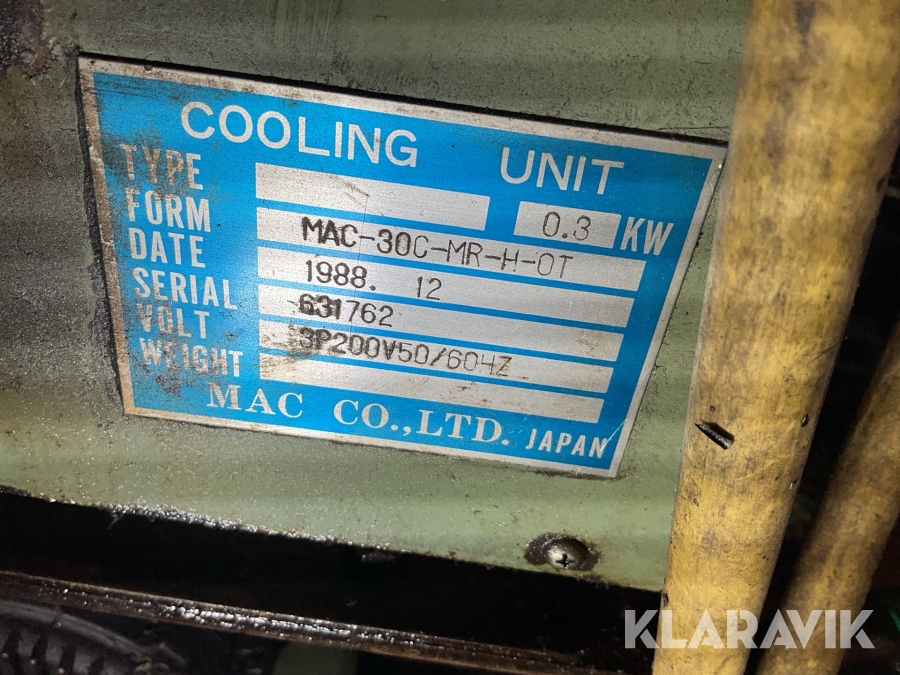 COOLING UNIT
TYPE 0.3 KW
FORM MAC-30C-MR-H-OT
DATE 1988. 12
SERIAL 631762
VOLT 3P200V50/60HZ
WEIGHT
MAC CO.,LTD. JAPAN
KLARAVIK